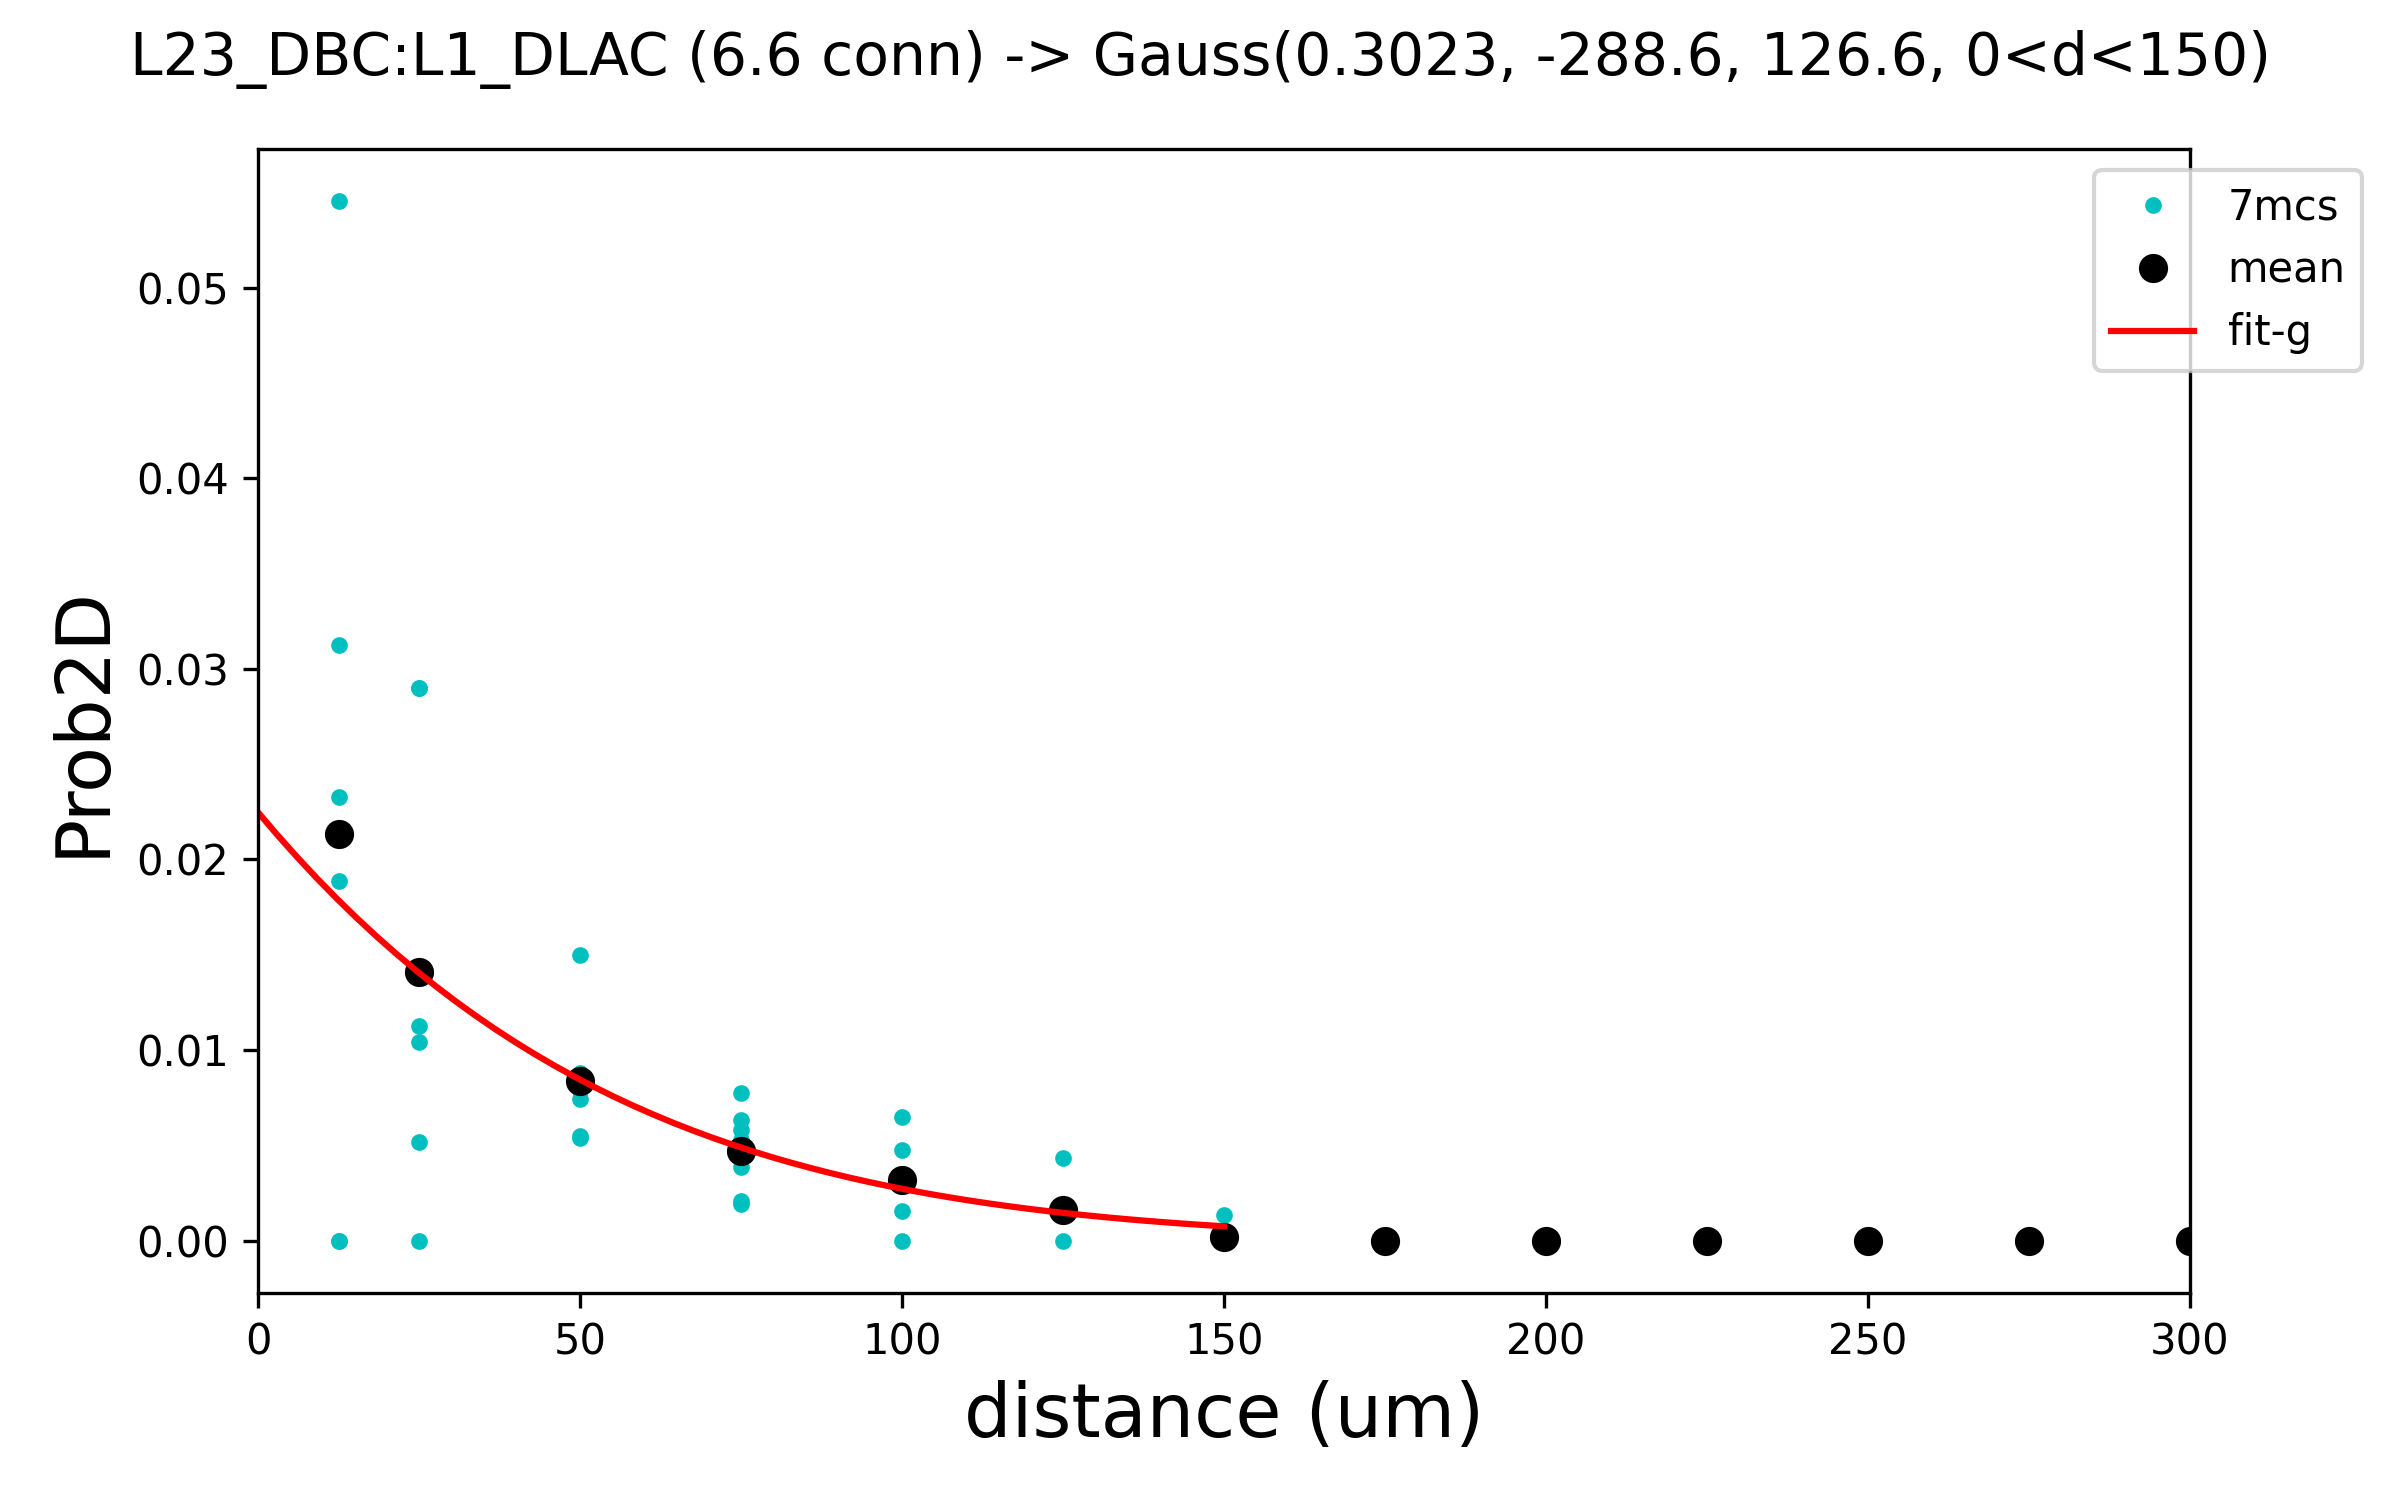 L23_DBC:L1_DLAC (6.6 conn) -> Gauss(0.3023, -288.6, 126.6, 0<d<150)
7mcs
mean
fit-g
Prob2D
0.05
0.04
0.03
0.02
0.01
0.00
0 50 100 150 200 250 300
distance (um)